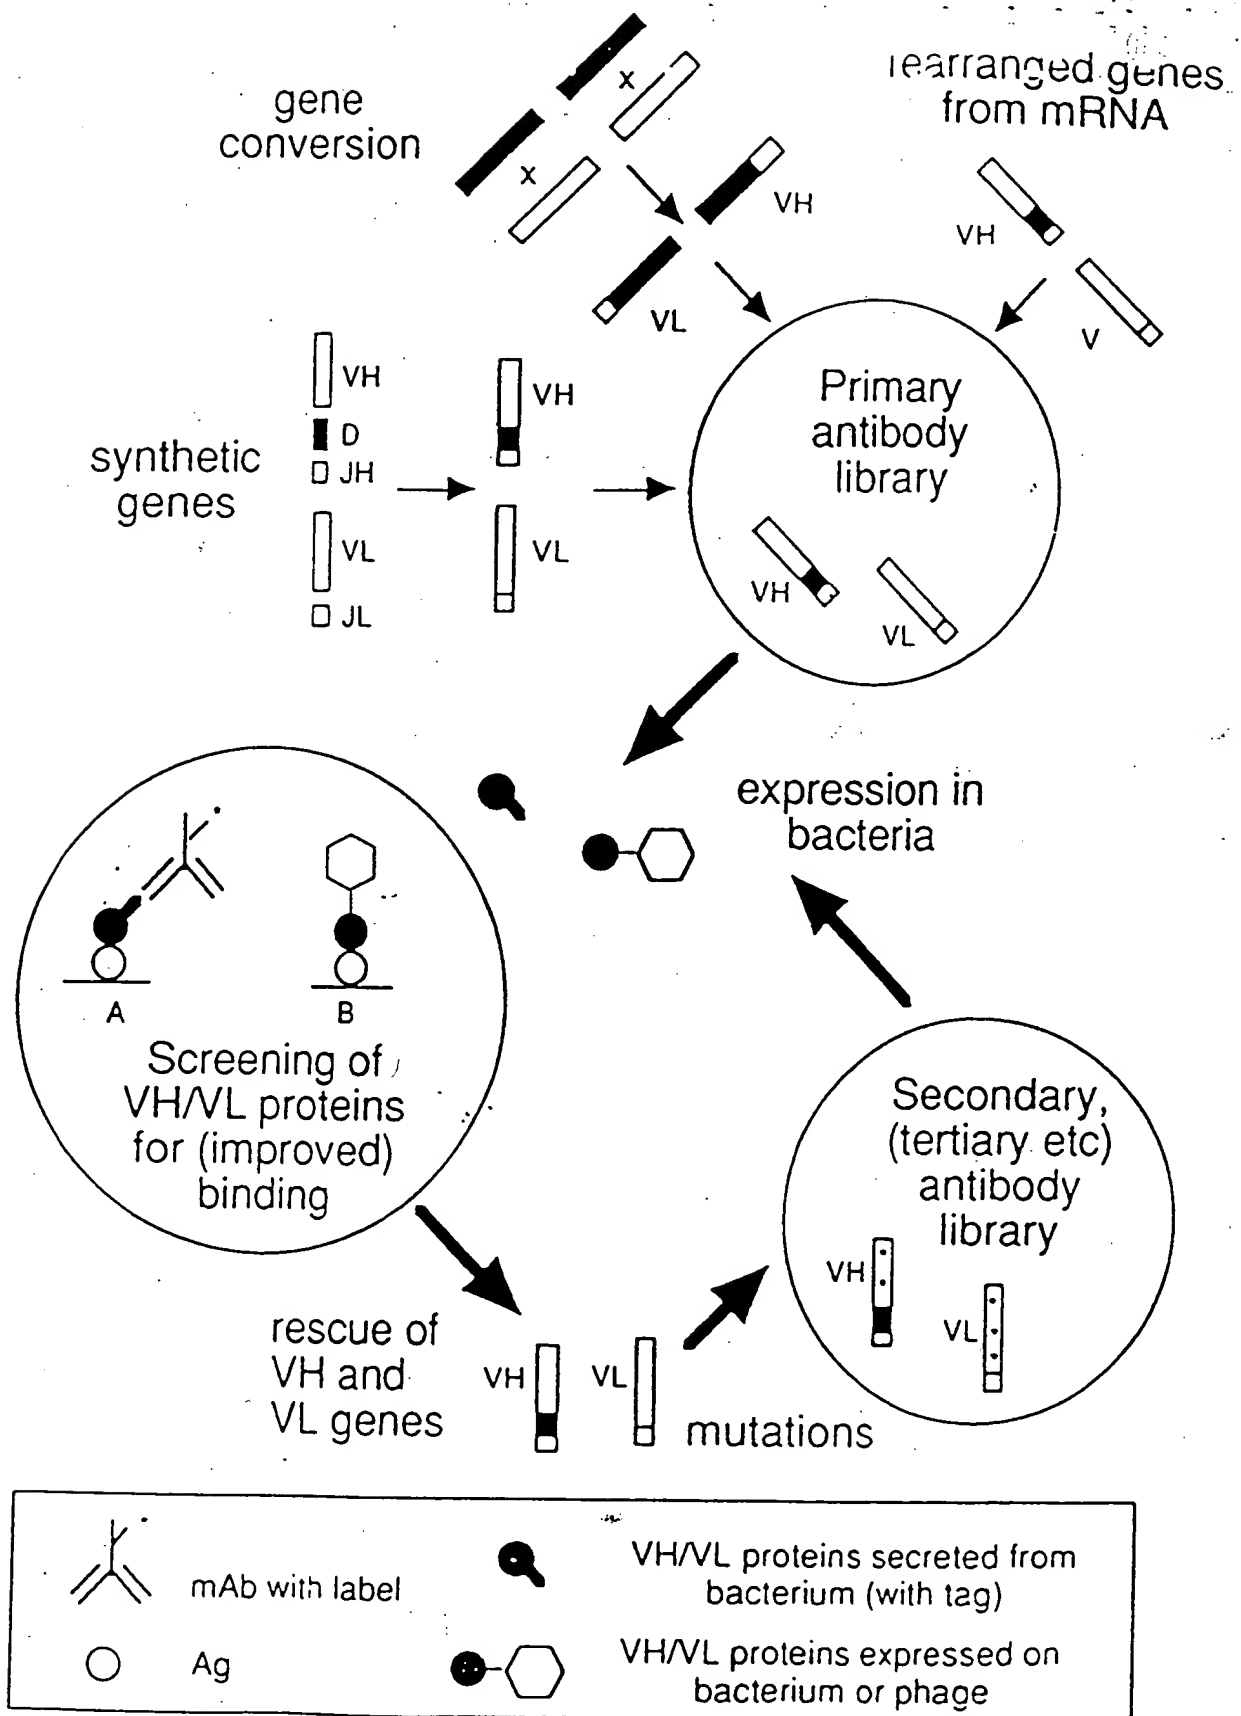 gene
conversion
x
x
VH
VL
rearranged genes
from mRNA
VH
V
synthetic
genes
VH
D
JH
VL
JL
VH
VL
Primary
antibody
library
VH
VL
expression in
bacteria
A
B
Screening of
VH/VL proteins
for (improved)
binding
Secondary,
(tertiary etc)
antibody
library
VH
VL
rescue of
VH and
VL genes
VH
VL
mutations
mAb with label
VH/VL proteins secreted from
bacterium (with tag)
Ag
VH/VL proteins expressed on
bacterium or phage